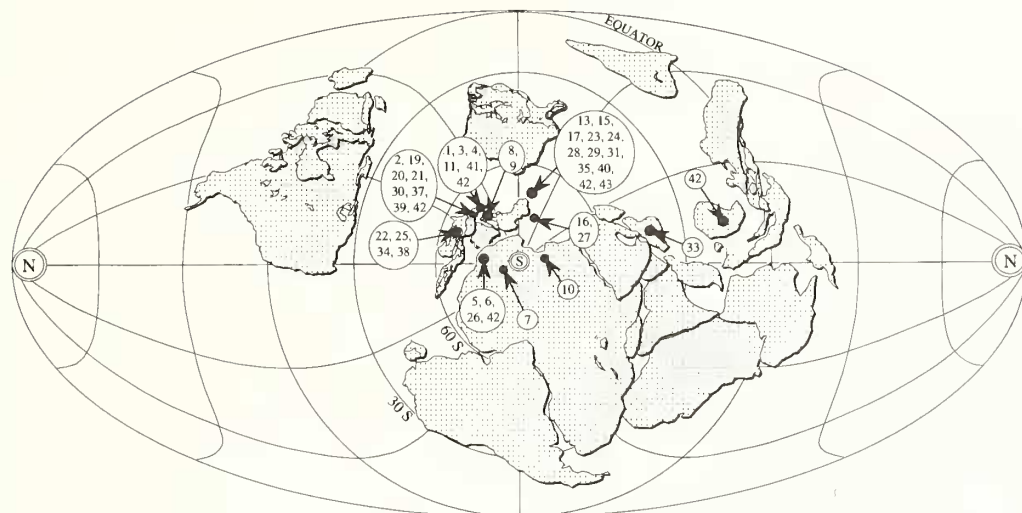 EQUATOR
13, 15,
17, 23, 24,
28, 29, 31,
35, 40,
42, 43
1, 3, 4,
11, 41,
42
8,
9
2, 19,
20, 21,
30, 37,
39, 42
42
22, 25,
34, 38
16,
27
33
N
S
N
10
5, 6,
26, 42
7
60 S
30 S